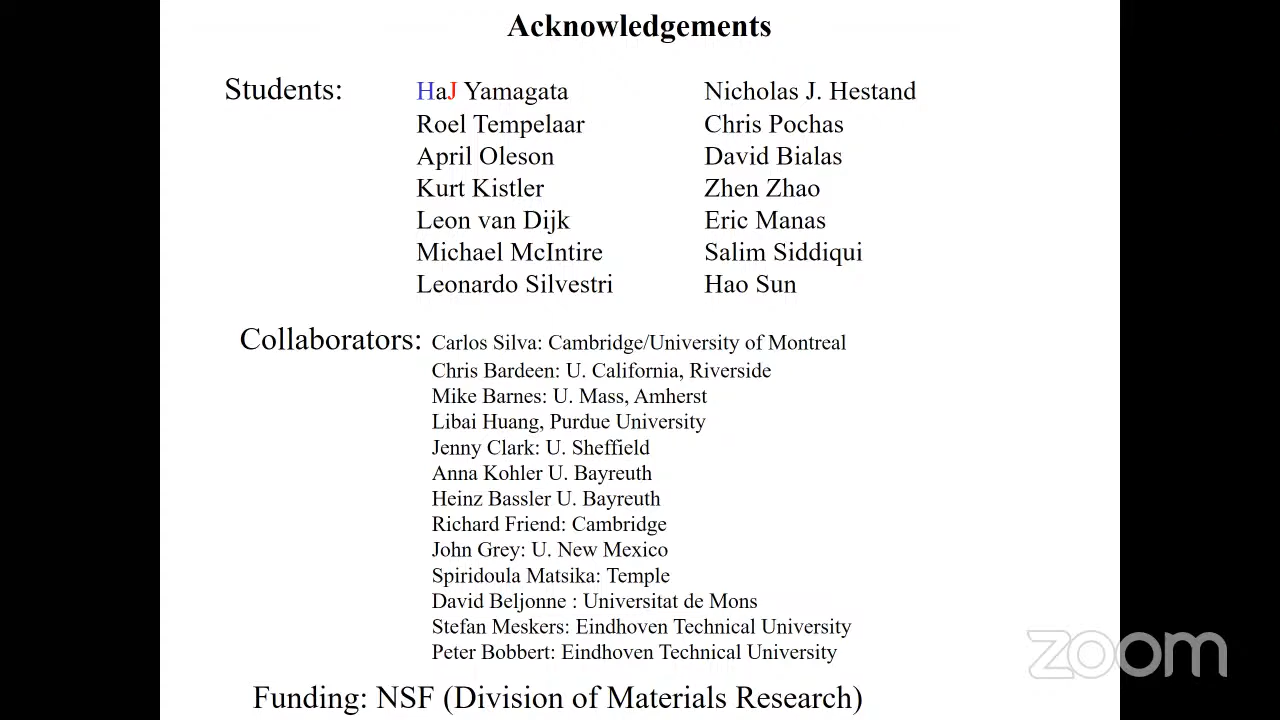 Acknowledgements
Students: HaJ Yamagata Nicholas J. Hestand
Roel Tempelaar Chris Pochas
April Oleson David Bialas
Kurt Kistler Zhen Zhao
Leon van Dijk Eric Manas
Michael McIntire Salim Siddiqui
Leonardo Silvestri Hao Sun
Collaborators: Carlos Silva: Cambridge/University of Montreal
Chris Bardeen: U. California, Riverside
Mike Barnes: U. Mass, Amherst
Libai Huang, Purdue University
Jenny Clark: U. Sheffield
Anna Kohler U. Bayreuth
Heinz Bassler U. Bayreuth
Richard Friend: Cambridge
John Grey: U. New Mexico
Spiridoula Matsika: Temple
David Beljonne : Universitat de Mons
Stefan Meskers: Eindhoven Technical University
Peter Bobbert: Eindhoven Technical University
Funding: NSF (Division of Materials Research)
zoom